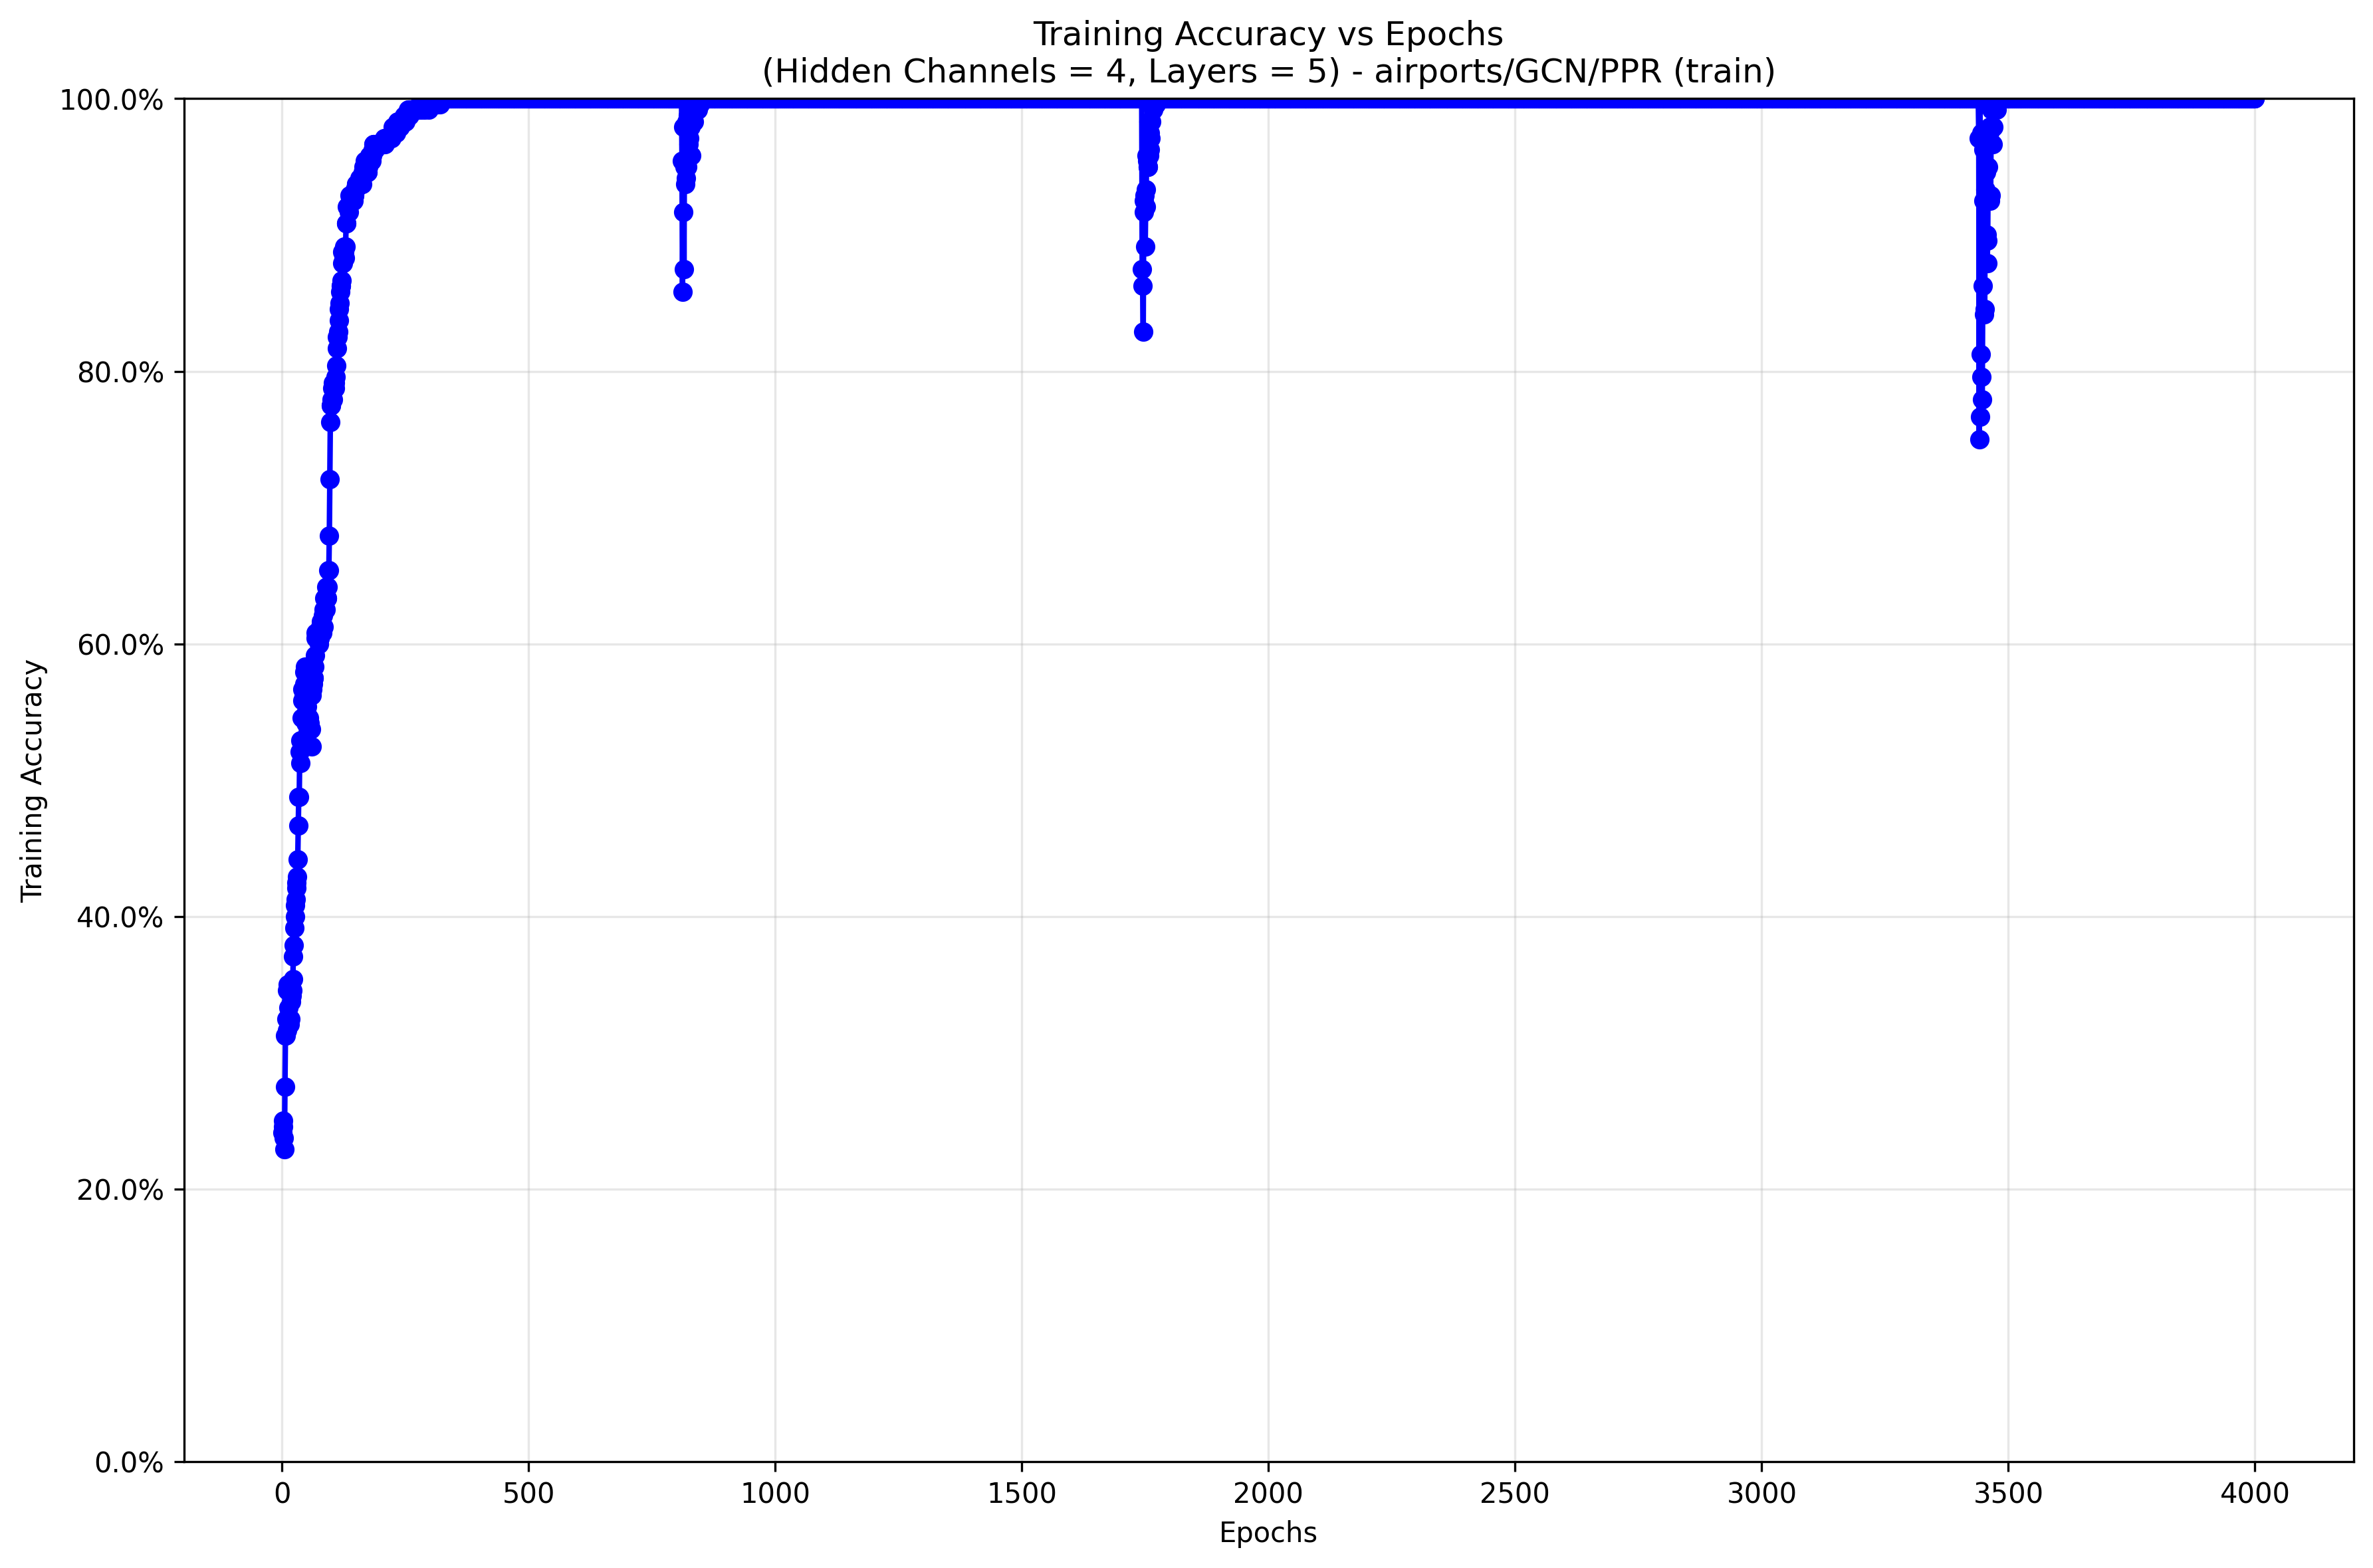 Training Accuracy vs Epochs
(Hidden Channels = 4, Layers = 5) - airports/GCN/PPR (train)
Training Accuracy
100.0%
80.0%
60.0%
40.0%
20.0%
0.0%
0 500 1000 1500 2000 2500 3000 3500 4000
Epochs